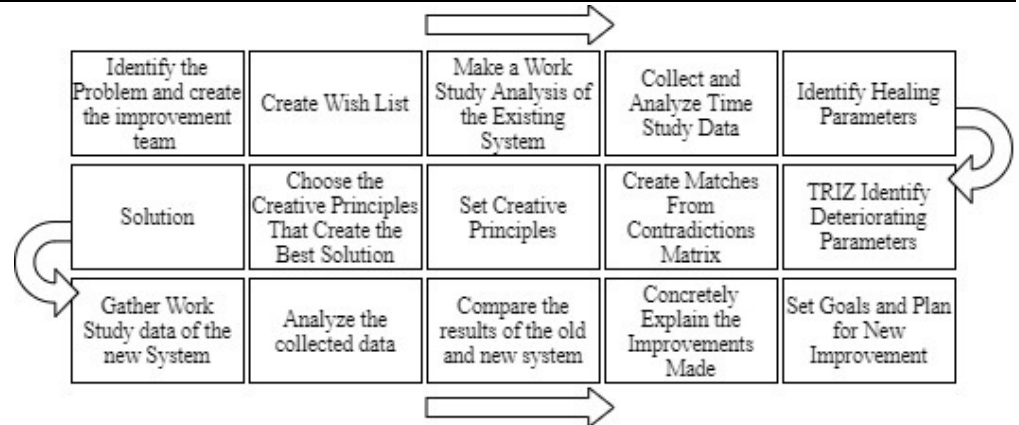 Identify the
Problem and create
the improvement
team
Create Wish List
Make a Work
Study Analysis of
the Existing
System
Collect and
Analyze Time
Study Data
Identify Healing
Parameters
Solution
Choose the
Creative Principles
That Create the
Best Solution
Set Creative
Principles
Create Matches
From
Contradictions
Matrix
TRIZ Identify
Deteriorating
Parameters
Gather Work
Study data of the
new System
Analyze the
collected data
Compare the
results of the old
and new system
Concretely
Explain the
Improvements
Made
Set Goals and Plan
for New
Improvement